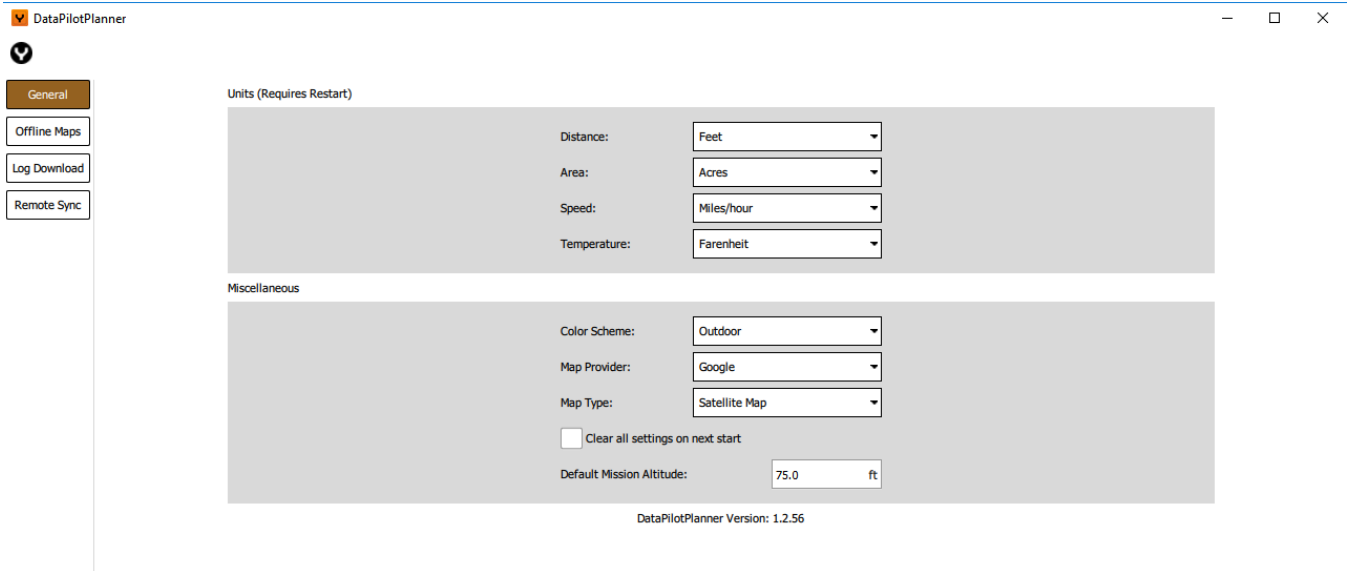 DataPilotPlanner
General
Offline Maps
Log Download
Remote Sync
Units (Requires Restart)
Distance: Feet
Area: Acres
Speed: Miles/hour
Temperature: Farenheit
Miscellaneous
Color Scheme: Outdoor
Map Provider: Google
Map Type: Satellite Map
Clear all settings on next start
Default Mission Altitude: 75.0 ft
DataPilotPlanner Version: 1.2.56